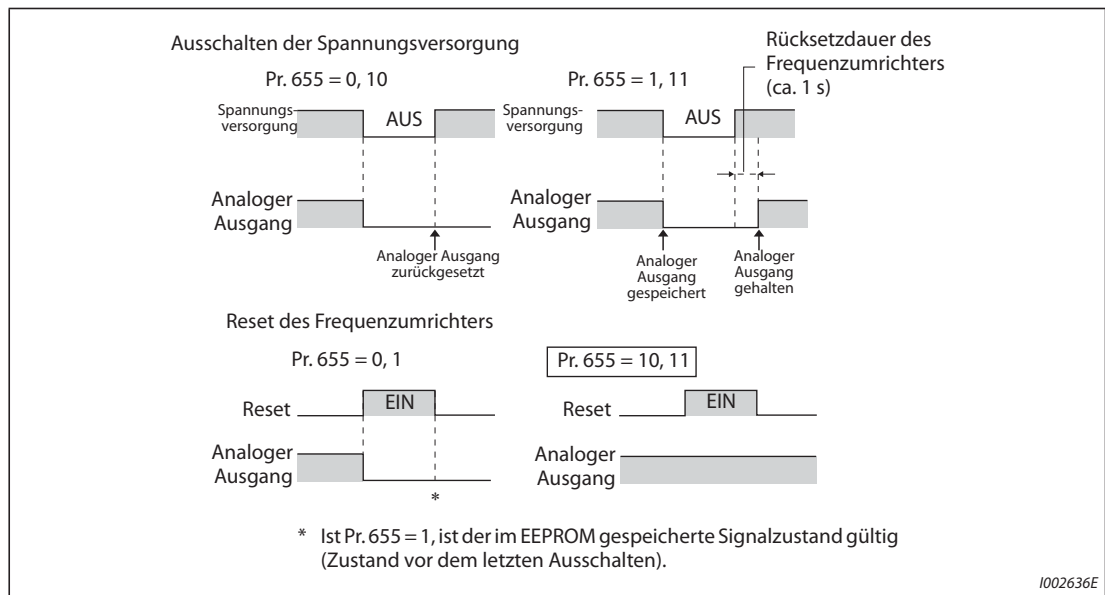 Ausschalten der Spannungsversorgung
Rücksetzdauer des
Frequenzumrichters
(ca. 1 s)
Pr. 655 = 0, 10
Pr. 655 = 1, 11
Spannungs-
versorgung
AUS
Spannungs-
versorgung
AUS
Analoger
Ausgang
Analoger
Ausgang
Analoger Ausgang
zurückgesetzt
Analoger
Ausgang
gespeichert
Analoger
Ausgang
gehalten
Reset des Frequenzumrichters
Pr. 655 = 0, 1
Pr. 655 = 10, 11
Reset
EIN
Reset
EIN
Analoger
Ausgang
Analoger
Ausgang
*
* Ist Pr. 655 = 1, ist der im EEPROM gespeicherte Signalzustand gültig
(Zustand vor dem letzten Ausschalten).
I002636E